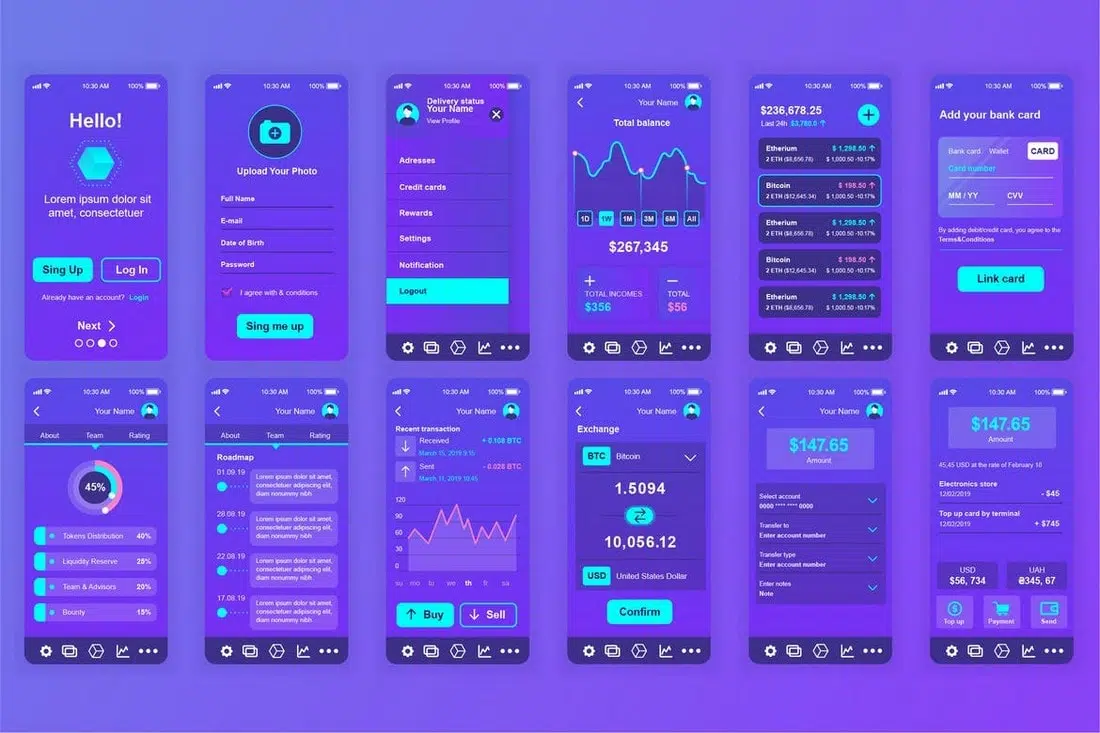 10:30 AM 100%
Hello!
Lorem ipsum dolor sit
amet, consectetuer
Sing Up
Log In
Already have an account? Login
Next
10:30 AM 100%
Upload Your Photo
Full Name
E-mail
Date of Birth
Password
I agree with & conditions
Sing me up
10:30 AM 100%
Delivery status
Your Name
View Profile
Adresses
Credit cards
Rewards
Settings
Notification
Logout
10:30 AM 100%
Your Name
Total balance
1D 1W 1M 3M 6M All
$267,345
TOTAL INCOMES
$356
TOTAL
$56
10:30 AM 100%
$236,678.25
Last 24h $3,780.0
Etherium $ 1,298.50
2 ETH ($8,656.78) $ 1,000.50 -10.17%
Bitcoin $ 198.50
2 ETH ($12,645.34) $ 1,000.50 -10.17%
Etherium $ 1,298.50
2 ETH ($8,656.78) $ 1,000.50 -10.17%
Bitcoin $ 198.50
2 ETH ($12,645.34) $ 1,000.50 -10.17%
Etherium $ 1,298.50
2 ETH ($8,656.78) $ 1,000.50 -10.17%
10:30 AM 100%
Add your bank card
Bank card Wallet CARD
Card number
MM / YY CVV
By adding debit/credit card, you agree to the
Terms&Conditions
Link card
10:30 AM 100%
Your Name
About Team Rating
45%
Tokens Distribution 40%
Liquidity Reserve 25%
Team & Advisors 20%
Bounty 15%
10:30 AM 100%
Your Name
About Team Rating
Roadmap
01.09.19
Lorem ipsum dolor sit amet,
consectetuer adipiscing elit,
diam nonummy nibh
28.08.19
Lorem ipsum dolor sit amet,
consectetuer adipiscing elit,
diam nonummy nibh
22.08.19
Lorem ipsum dolor sit amet,
consectetuer adipiscing elit,
diam nonummy nibh
17.08.19
Lorem ipsum dolor sit amet,
consectetuer adipiscing elit,
diam nonummy nibh
10:30 AM 100%
Your Name
Recent transaction
Received + 0.108 BTC
March 15, 2019 9:15
Sent - 0.028 BTC
March 11, 2019 10:45
120
90
60
30
0
su mo tu we th fr sa
Buy
Sell
10:30 AM 100%
Your Name
Exchange
BTC Bitcoin
1.5094
10,056.12
USD United States Dollar
Confirm
10:30 AM 100%
Your Name
$147.65
Amount
Select account
0000 **** **** 0000
Transfer to
Enter account number
Transfer type
Enter account number
Enter notes
Note
10:30 AM 100%
$147.65
Amount
45,45 USD at the rate of February 10
Electronics store
12/02/2019 - $45
Top up card by terminal
12/02/2019 + $745
USD
$56, 734
UAH
₴345, 67
Top up
Payment
Send